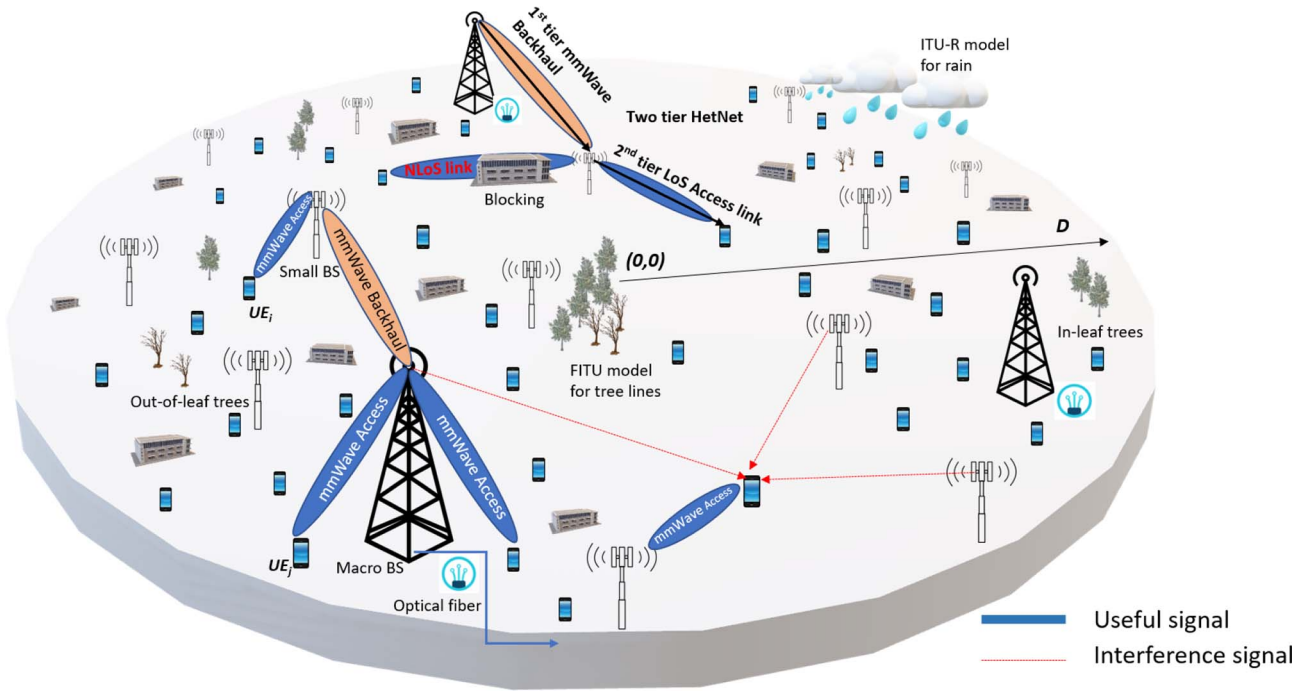 1st tier mmWave
Backhaul
ITU-R model
for rain
Two tier HetNet
2nd tier LoS Access link
NLoS link
Blocking
mmWave Access
Small BS
mmWave Backhaul
UEi
(0,0)
D
In-leaf trees
FITU model
for tree lines
Out-of-leaf trees
mmWave Access
mmWave Access
mmWave Access
UEj
Macro BS
Optical fiber
Useful signal
Interference signal